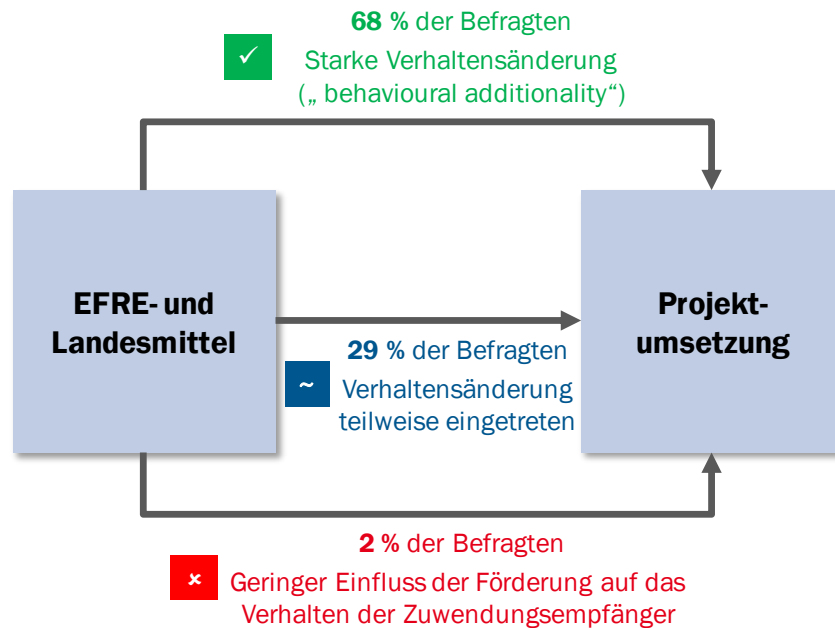 68 % der Befragten
✓
Starke Verhaltensänderung
(„ behavioural additionality“)
EFRE- und
Landesmittel
Projekt-
umsetzung
29 % der Befragten
~
Verhaltensänderung
teilweise eingetreten
2 % der Befragten
×
Geringer Einfluss der Förderung auf das
Verhalten der Zuwendungsempfänger